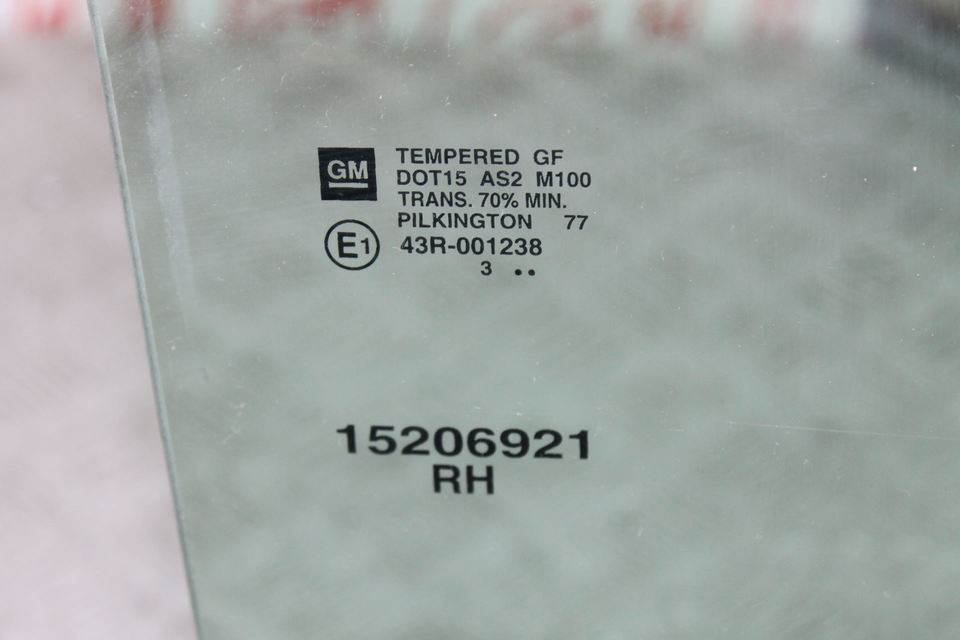 GM
TEMPERED GF
DOT15 AS2 M100
TRANS. 70% MIN.
PILKINGTON 77
E1 43R-001238
3 ..
15206921
RH